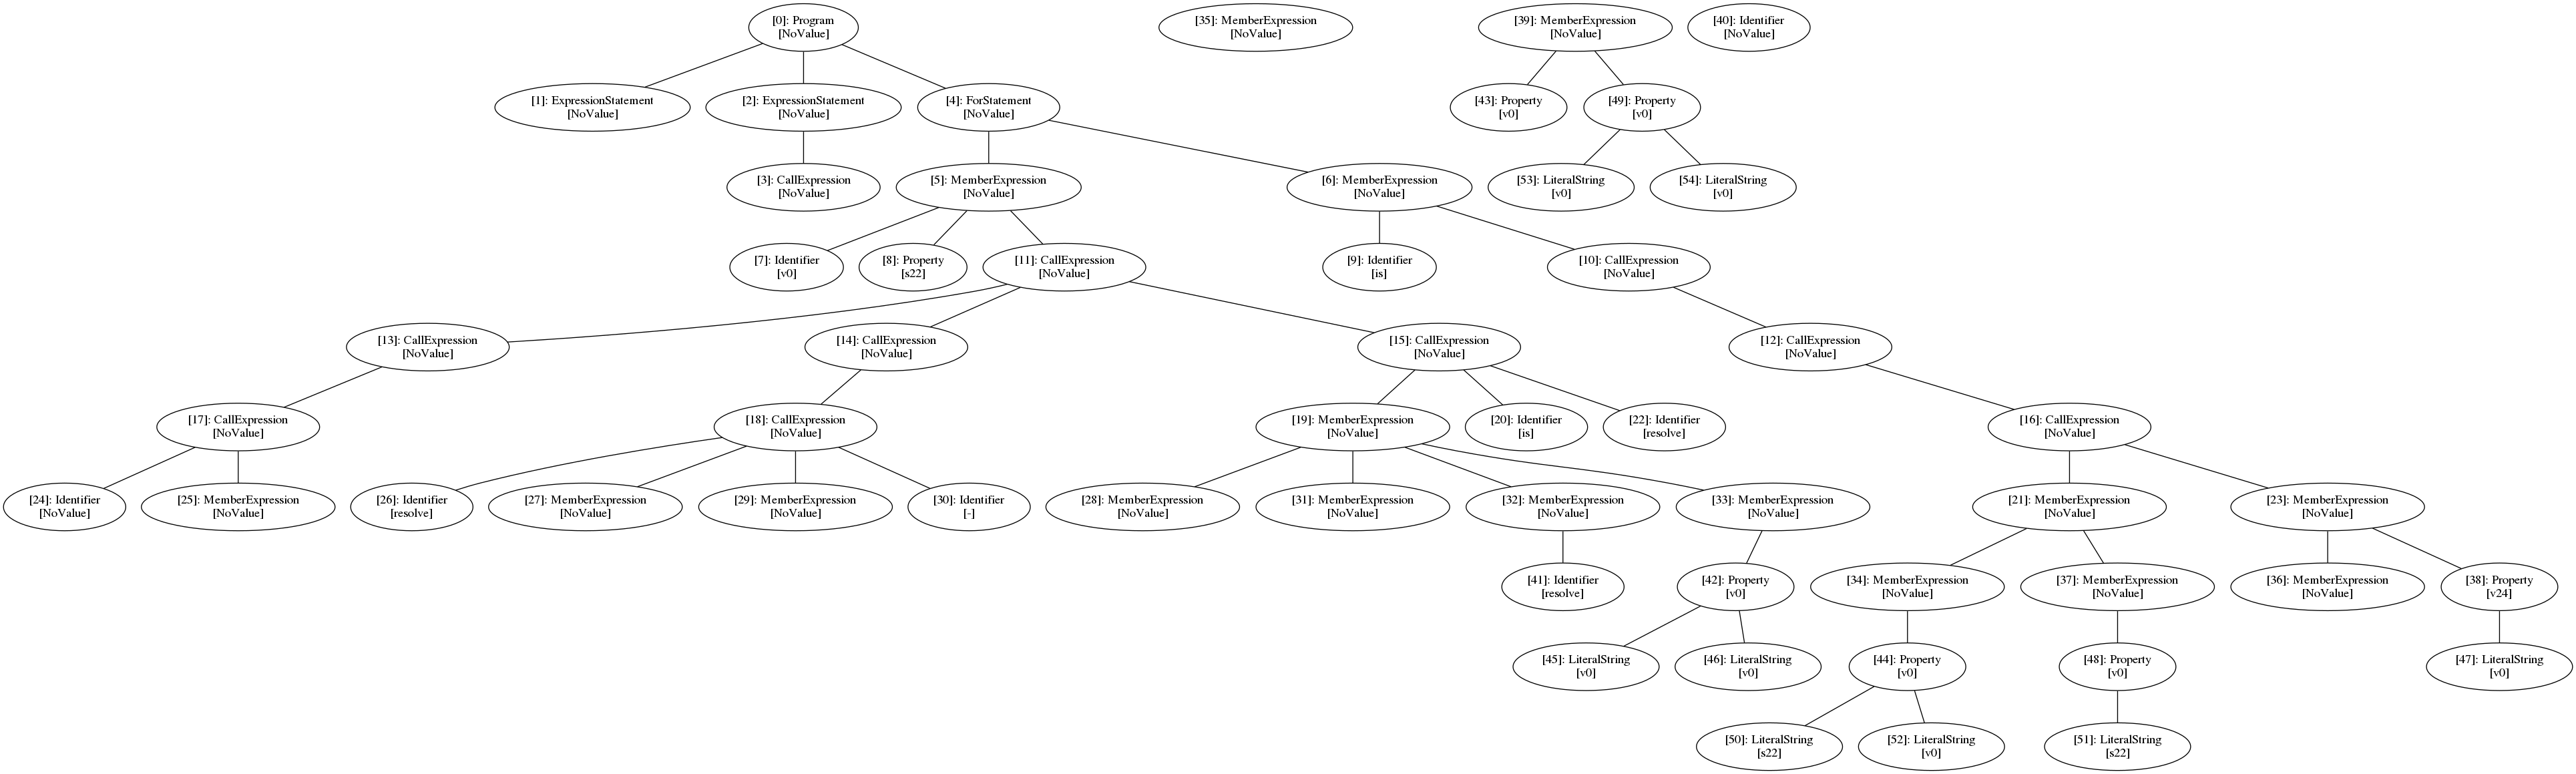 [0]: Program
[NoValue]
[35]: MemberExpression
[NoValue]
[39]: MemberExpression
[NoValue]
[40]: Identifier
[NoValue]
[1]: ExpressionStatement
[NoValue]
[2]: ExpressionStatement
[NoValue]
[4]: ForStatement
[NoValue]
[43]: Property
[v0]
[49]: Property
[v0]
[3]: CallExpression
[NoValue]
[5]: MemberExpression
[NoValue]
[6]: MemberExpression
[NoValue]
[53]: LiteralString
[v0]
[54]: LiteralString
[v0]
[7]: Identifier
[v0]
[8]: Property
[s22]
[11]: CallExpression
[NoValue]
[9]: Identifier
[is]
[10]: CallExpression
[NoValue]
[13]: CallExpression
[NoValue]
[14]: CallExpression
[NoValue]
[15]: CallExpression
[NoValue]
[12]: CallExpression
[NoValue]
[17]: CallExpression
[NoValue]
[18]: CallExpression
[NoValue]
[19]: MemberExpression
[NoValue]
[20]: Identifier
[is]
[22]: Identifier
[resolve]
[16]: CallExpression
[NoValue]
[24]: Identifier
[NoValue]
[25]: MemberExpression
[NoValue]
[26]: Identifier
[resolve]
[27]: MemberExpression
[NoValue]
[29]: MemberExpression
[NoValue]
[30]: Identifier
[-]
[28]: MemberExpression
[NoValue]
[31]: MemberExpression
[NoValue]
[32]: MemberExpression
[NoValue]
[33]: MemberExpression
[NoValue]
[21]: MemberExpression
[NoValue]
[23]: MemberExpression
[NoValue]
[41]: Identifier
[resolve]
[42]: Property
[v0]
[34]: MemberExpression
[NoValue]
[37]: MemberExpression
[NoValue]
[36]: MemberExpression
[NoValue]
[38]: Property
[v24]
[45]: LiteralString
[v0]
[46]: LiteralString
[v0]
[44]: Property
[v0]
[48]: Property
[v0]
[47]: LiteralString
[v0]
[50]: LiteralString
[s22]
[52]: LiteralString
[v0]
[51]: LiteralString
[s22]